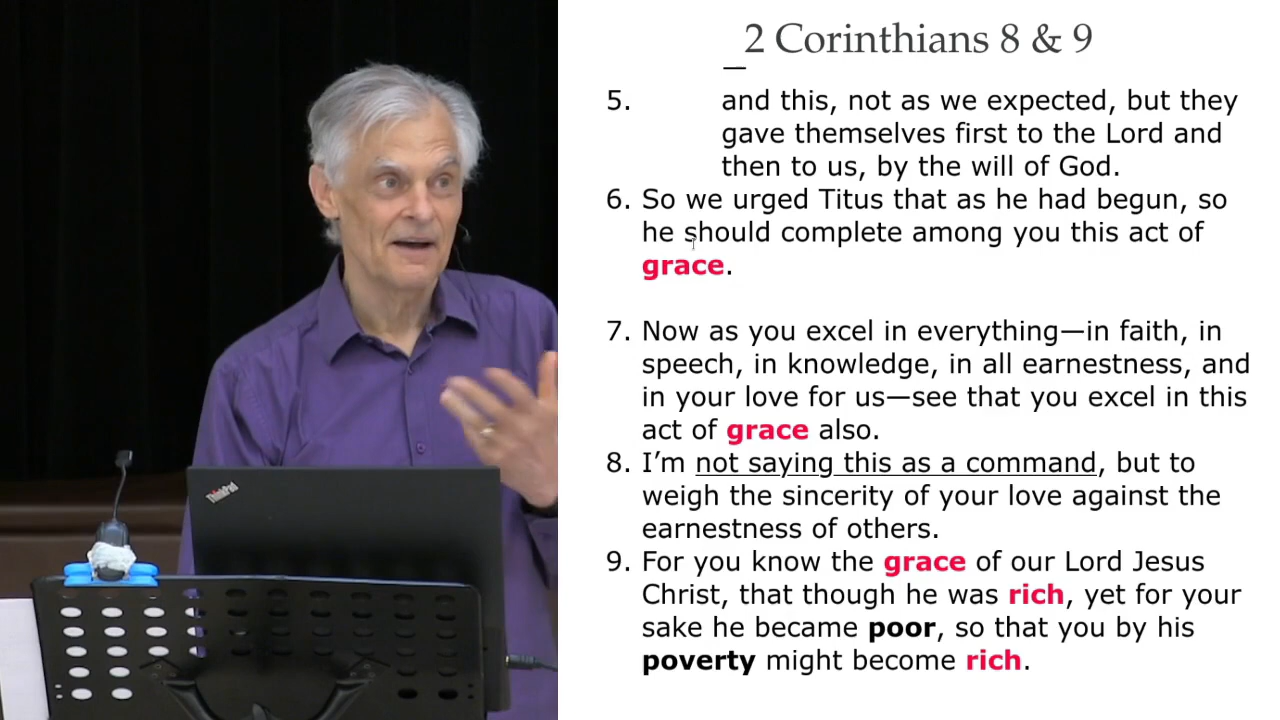 2 Corinthians 8 & 9
5. and this, not as we expected, but they
gave themselves first to the Lord and
then to us, by the will of God.
6. So we urged Titus that as he had begun, so
he should complete among you this act of
grace.
7. Now as you excel in everything—in faith, in
speech, in knowledge, in all earnestness, and
in your love for us—see that you excel in this
act of grace also.
8. I’m not saying this as a command, but to
weigh the sincerity of your love against the
earnestness of others.
9. For you know the grace of our Lord Jesus
Christ, that though he was rich, yet for your
sake he became poor, so that you by his
poverty might become rich.
ThinkPad